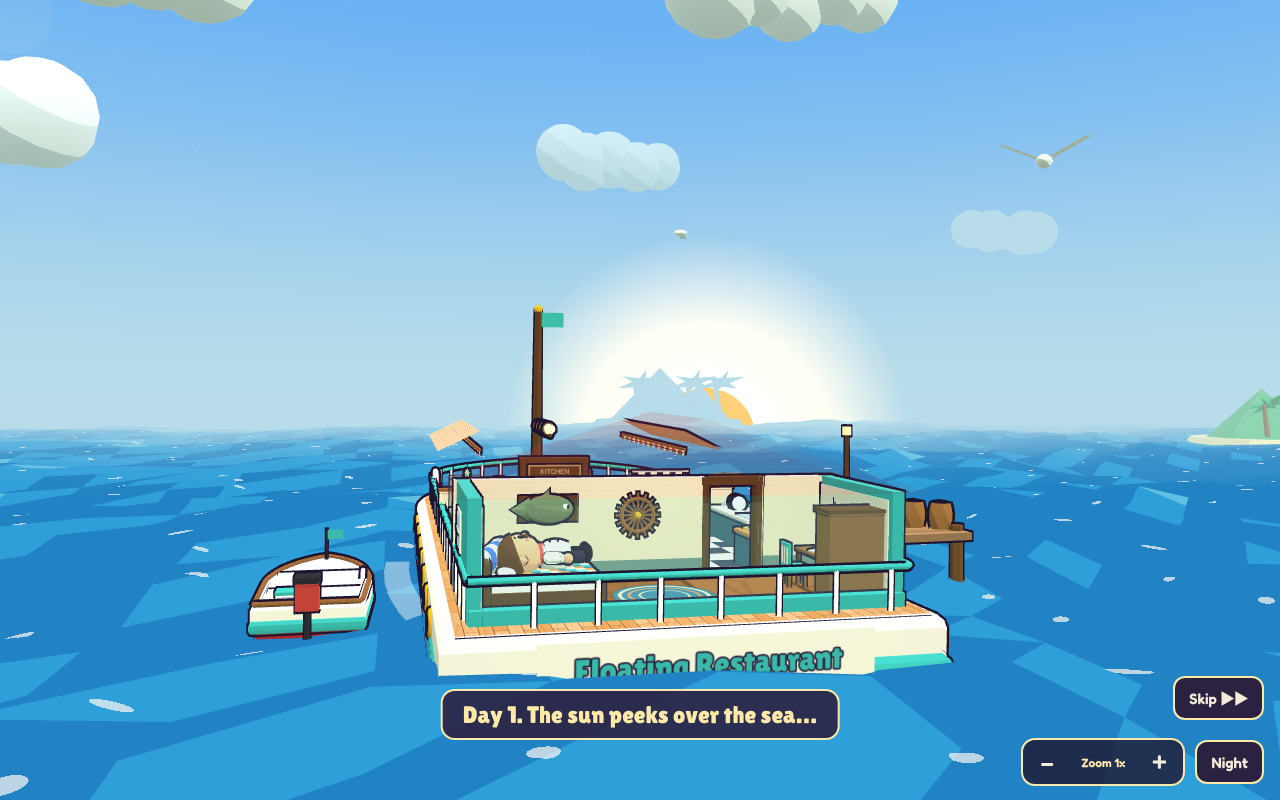 KITCHEN
Floating Restaurant
Day 1. The sun peeks over the sea...
Skip
Zoom 1x
Night